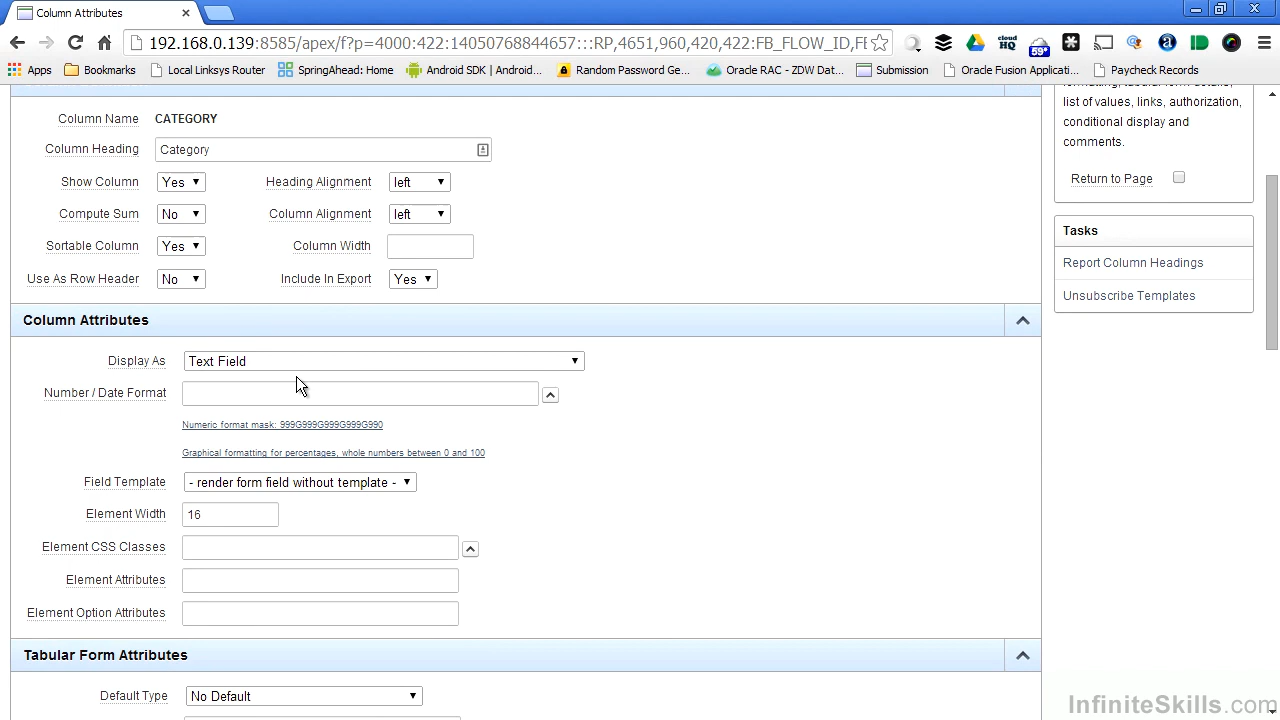 Column Attributes
192.168.0.139:8585/apex/f?p=4000:422:14450768844657:::RP,4651,960,420,422:FB_FLOW_ID,FE
59°
Apps Bookmarks Local Linksys Router SpringAhead: Home Android SDK | Android... Random Password Ge... Oracle RAC - ZDW Dat... Submission Oracle Fusion Applicati... Paycheck Records
list of values, links, authorization,
conditional display and
comments.
Return to Page
Tasks
Report Column Headings
Unsubscribe Templates
Column Name CATEGORY
Column Heading Category
Show Column Yes Heading Alignment left
Compute Sum No Column Alignment left
Sortable Column Yes Column Width
Use As Row Header No Include In Export Yes
Column Attributes
Display As Text Field
Number / Date Format
Numeric format mask: 999G999G999G999G990
Graphical formatting for percentages, whole numbers between 0 and 100
Field Template - render form field without template -
Element Width 16
Element CSS Classes
Element Attributes
Element Option Attributes
Tabular Form Attributes
Default Type No Default
InfiniteSkills.com